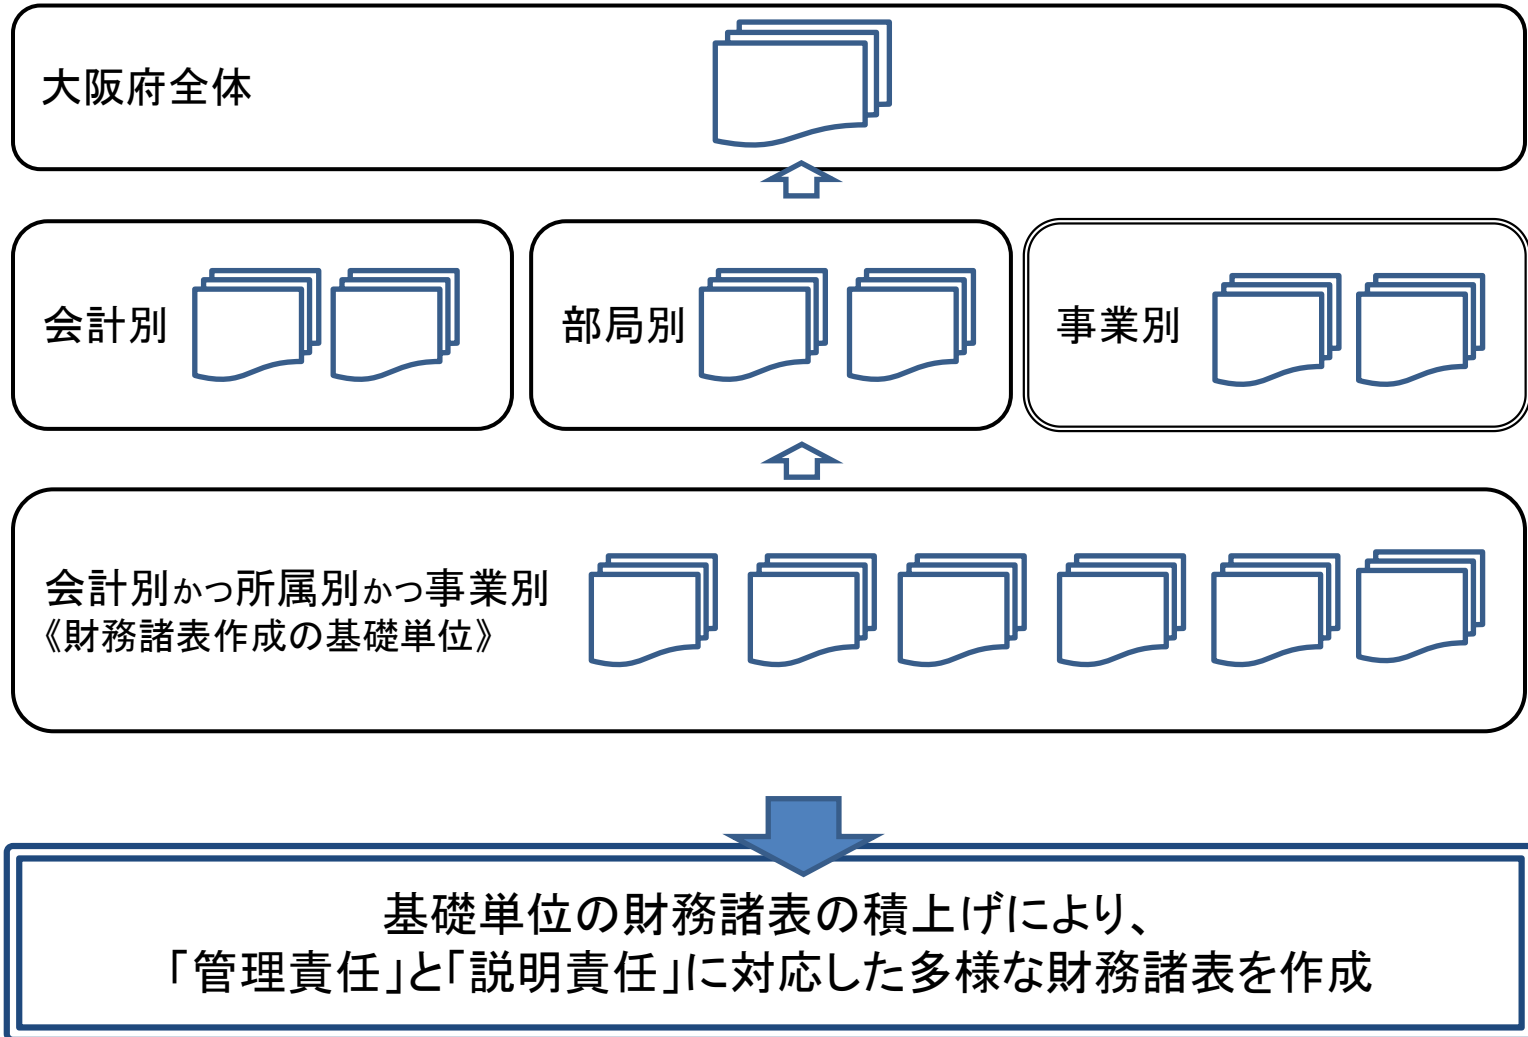 大阪府全体
会計別
部局別
事業別
会計別かつ所属別かつ事業別
《財務諸表作成の基礎単位》
基礎単位の財務諸表の積上げにより、
「管理責任」と「説明責任」に対応した多様な財務諸表を作成